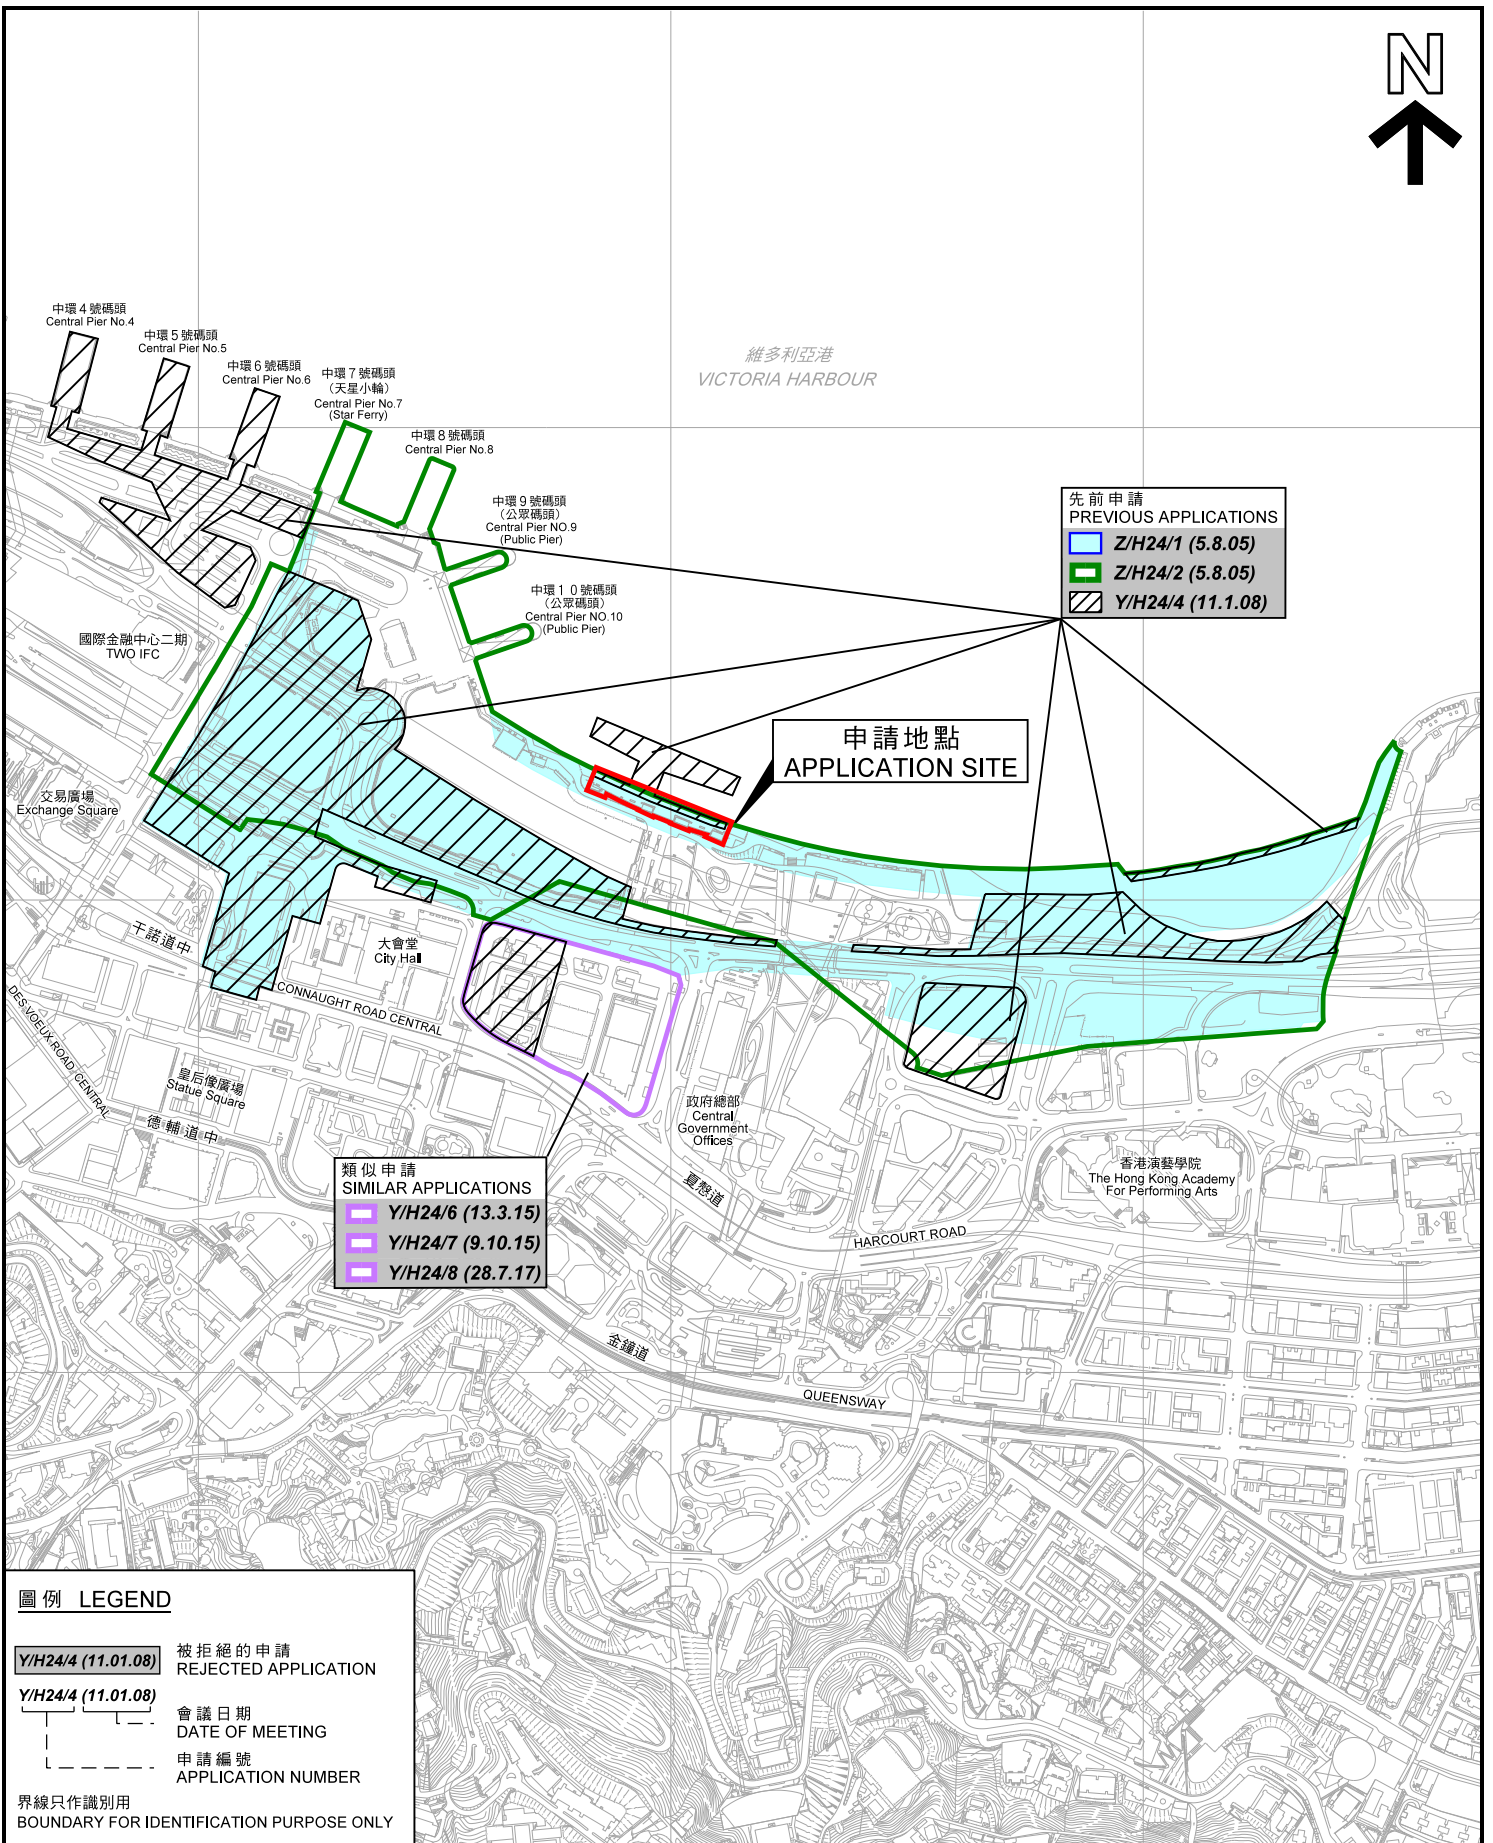 N
中環4號碼頭
Central Pier No.4
中環5號碼頭
Central Pier No.5
中環6號碼頭
Central Pier No.6
中環7號碼頭
（天星小輪）
Central Pier No.7
(Star Ferry)
中環8號碼頭
Central Pier No.8
中環9號碼頭
（公眾碼頭）
Central Pier NO.9
(Public Pier)
中環10號碼頭
（公眾碼頭）
Central Pier NO.10
(Public Pier)
維多利亞港
VICTORIA HARBOUR
先前申請
PREVIOUS APPLICATIONS
Z/H24/1 (5.8.05)
Z/H24/2 (5.8.05)
Y/H24/4 (11.1.08)
國際金融中心二期
TWO IFC
申請地點
APPLICATION SITE
交易廣場
Exchange Square
干諾道中
CONNAUGHT ROAD CENTRAL
大會堂
City Hall
DES VOEUX ROAD CENTRAL
德輔道中
皇后像廣場
Statue Square
政府總部
Central
Government
Offices
類似申請
SIMILAR APPLICATIONS
Y/H24/6 (13.3.15)
Y/H24/7 (9.10.15)
Y/H24/8 (28.7.17)
夏慤道
HARCOURT ROAD
香港演藝學院
The Hong Kong Academy
For Performing Arts
金鐘道
QUEENSWAY
圖例 LEGEND
Y/H24/4 (11.01.08)
被拒絕的申請
REJECTED APPLICATION
Y/H24/4 (11.01.08)
會議日期
DATE OF MEETING
申請編號
APPLICATION NUMBER
界線只作識別用
BOUNDARY FOR IDENTIFICATION PURPOSE ONLY